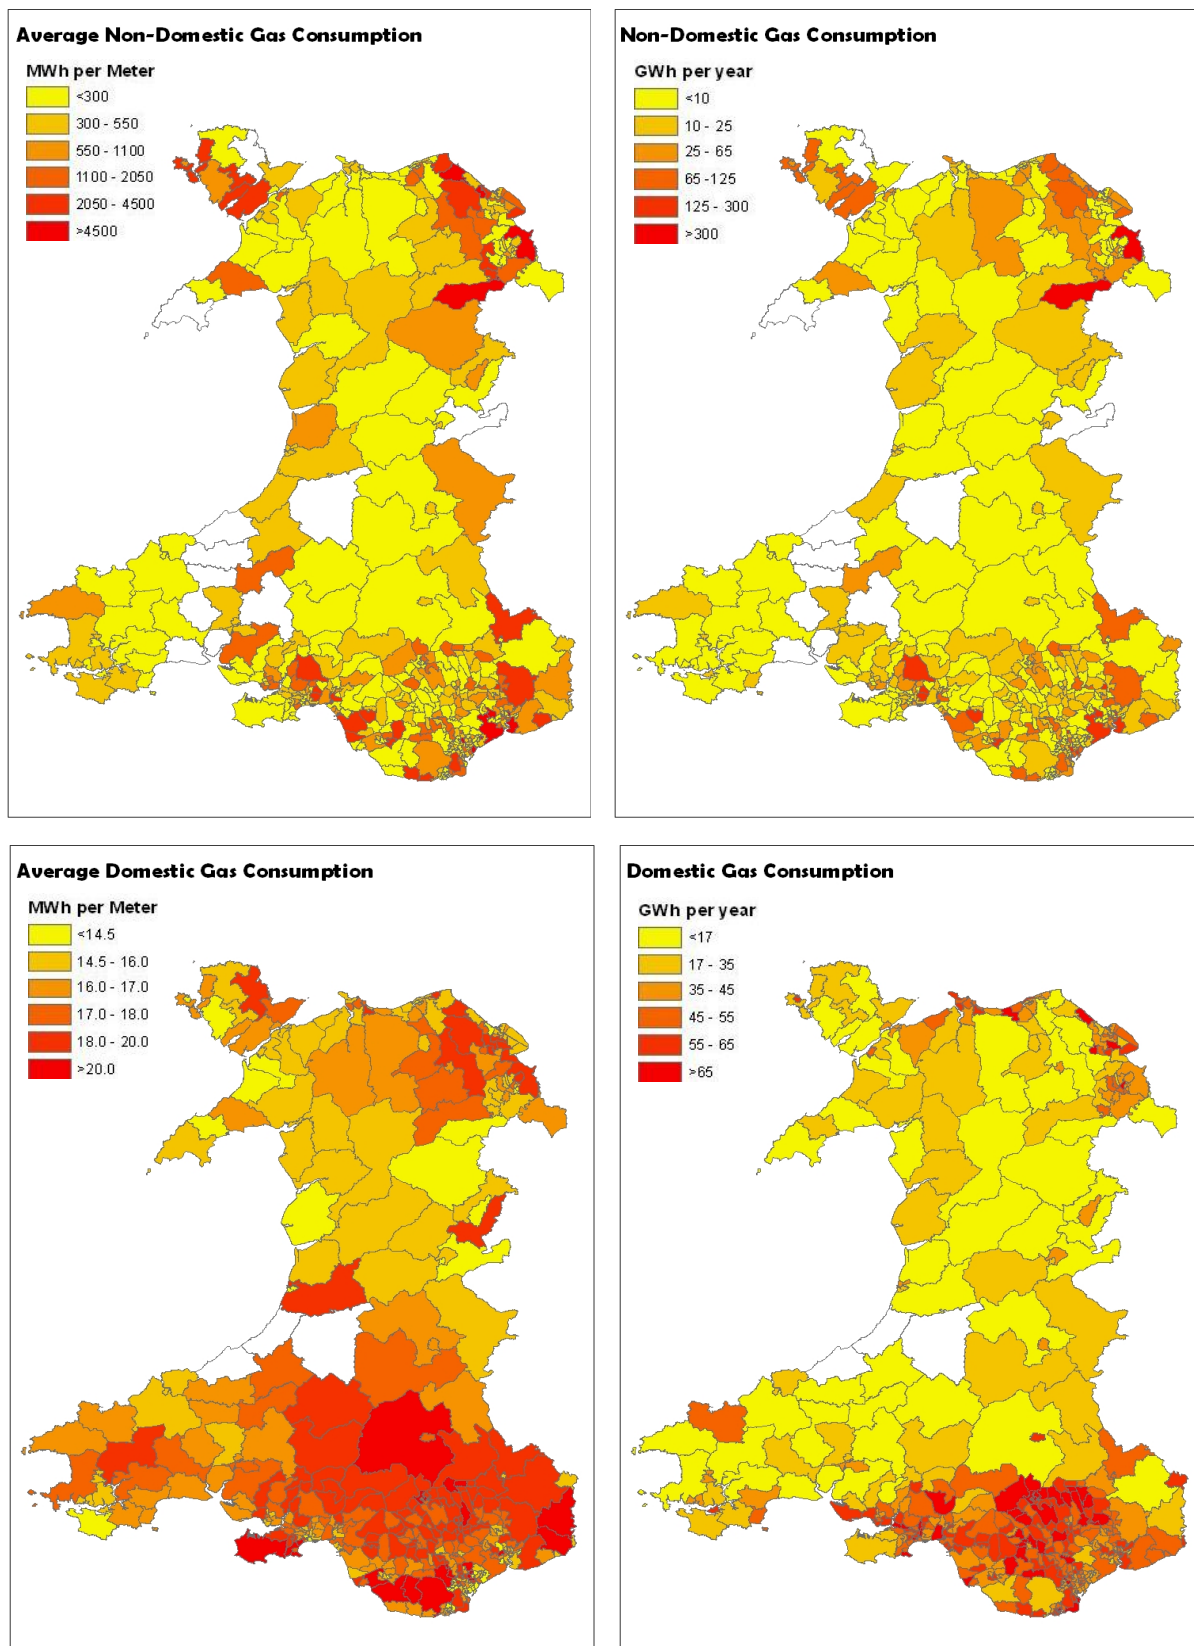 Average Non-Domestic Gas Consumption
MWh per Meter
<300
300 - 550
550 - 1100
1100 - 2050
2050 - 4500
>4500
Non-Domestic Gas Consumption
GWh per year
<10
10 - 25
25 - 65
65 -125
125 - 300
>300
Average Domestic Gas Consumption
MWh per Meter
<14.5
14.5 - 16.0
16.0 - 17.0
17.0 - 18.0
18.0 - 20.0
>20.0
Domestic Gas Consumption
GWh per year
<17
17 - 35
35 - 45
45 - 55
55 - 65
>65